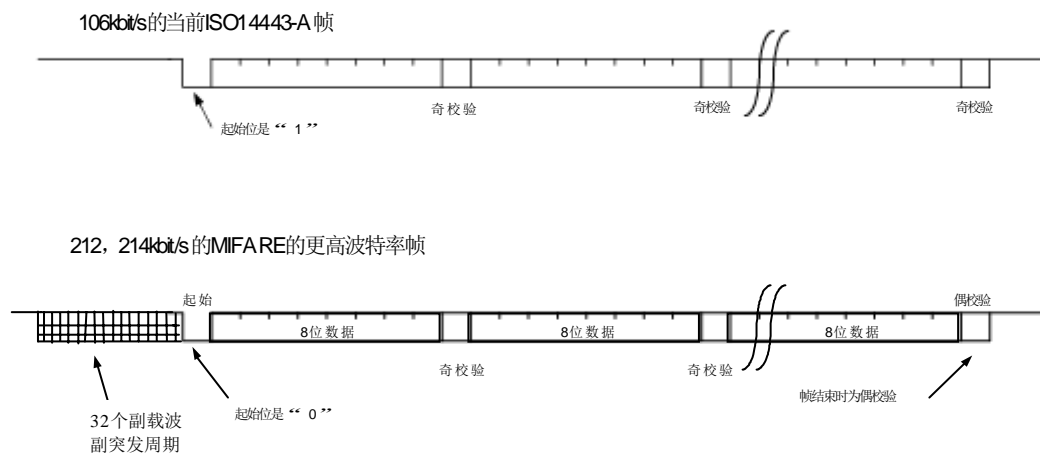 106kbit/s的当前ISO14443-A 帧
奇校验
奇校验
奇校验
起始位是“ 1 ”
212，214kbit/s 的MIFARE的更高波特率帧
起始
偶校验
8位数据
8位数据
8位数据
奇校验
奇校验
帧结束时为偶校验
起始位是“ 0 ”
32个副载波
副突发周期